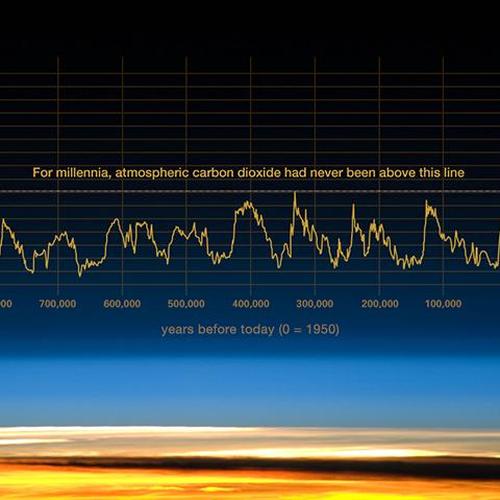 For millennia, atmospheric carbon dioxide had never been above this line
700,000 600,000 500,000 400,000 300,000 200,000 100,000
years before today (0 = 1950)